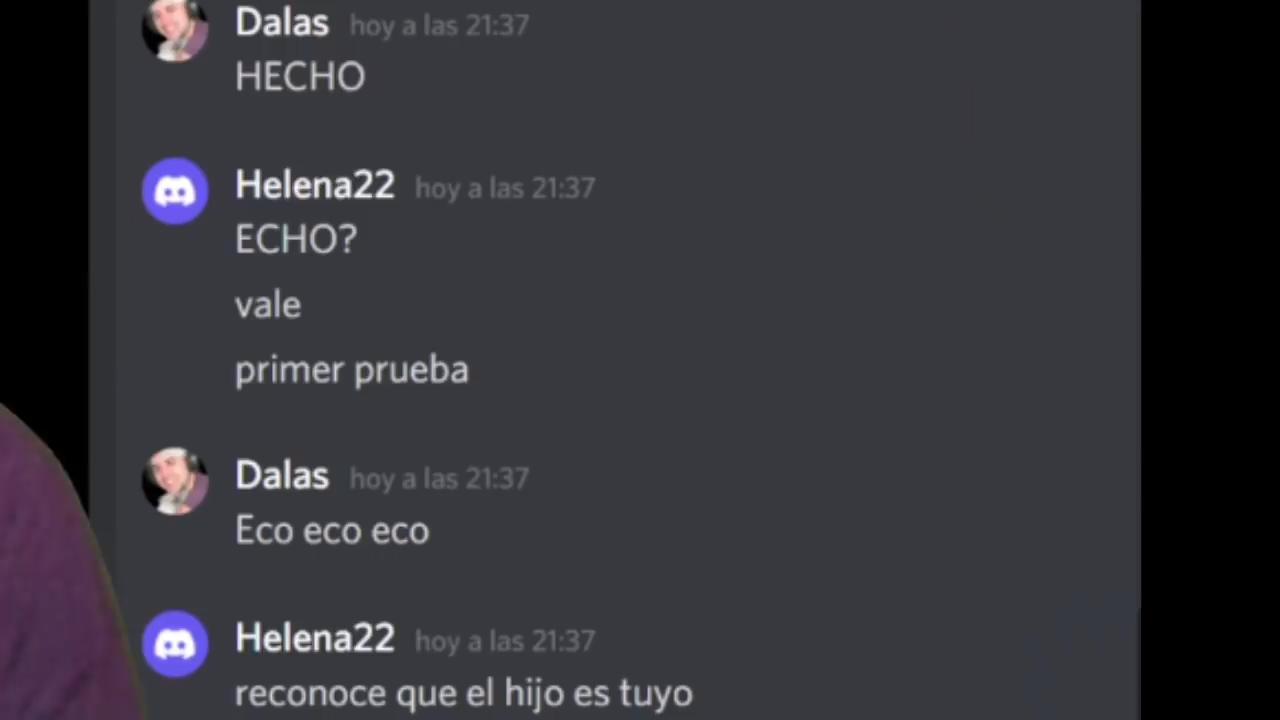 Dalas hoy a las 21:37
HECHO
Helena22 hoy a las 21:37
ECHO?
vale
primer prueba
Dalas hoy a las 21:37
Eco eco eco
Helena22 hoy a las 21:37
reconoce que el hijo es tuyo